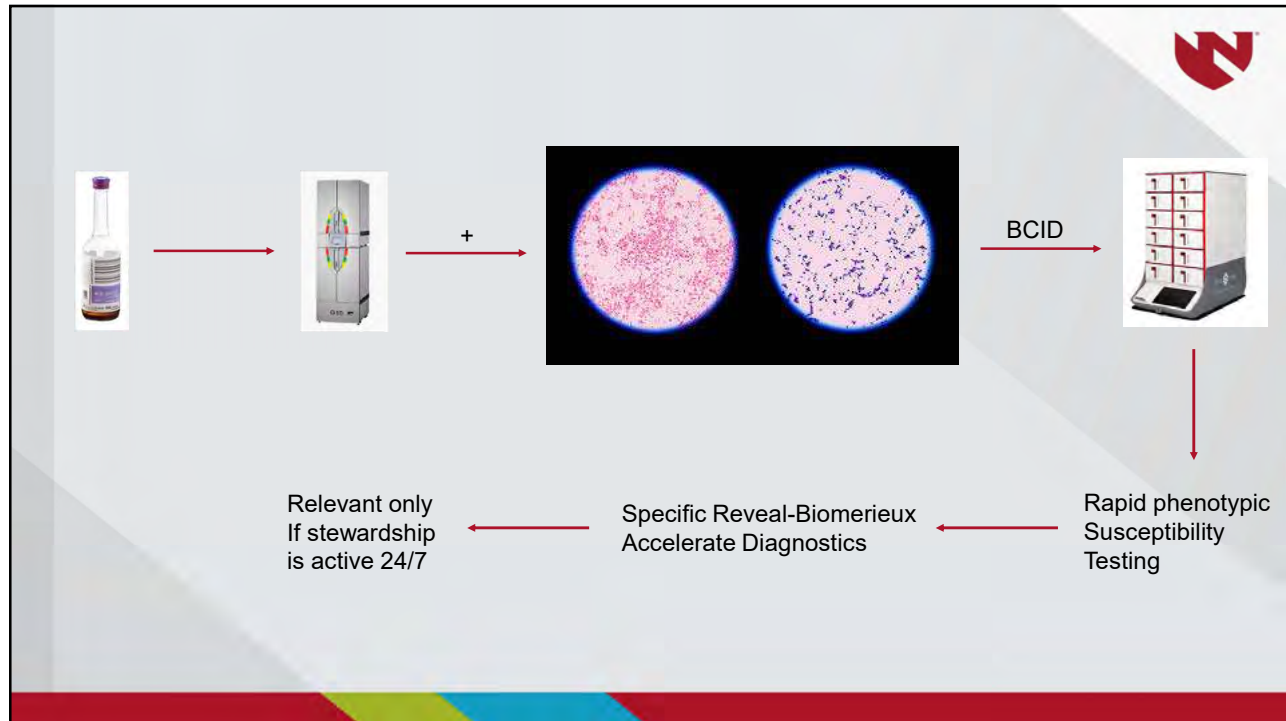 +
BCID
Rapid phenotypic
Susceptibility
Testing
Specific Reveal-Biomerieux
Accelerate Diagnostics
Relevant only
If stewardship
is active 24/7